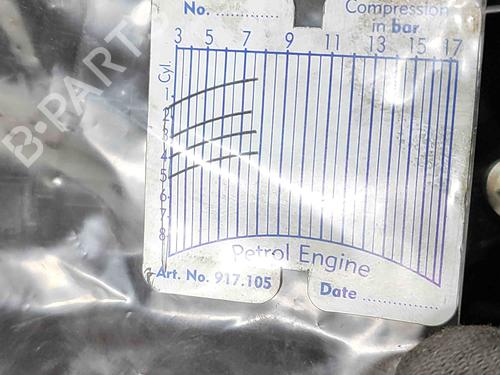 No. ..............
Compression
in bar
3 5 7 9 11 13 15 17
Cyl.
1
2
3
4
5
6
7
8
Petrol Engine
Art. No. 917.105
Date ..................
B-PARTS